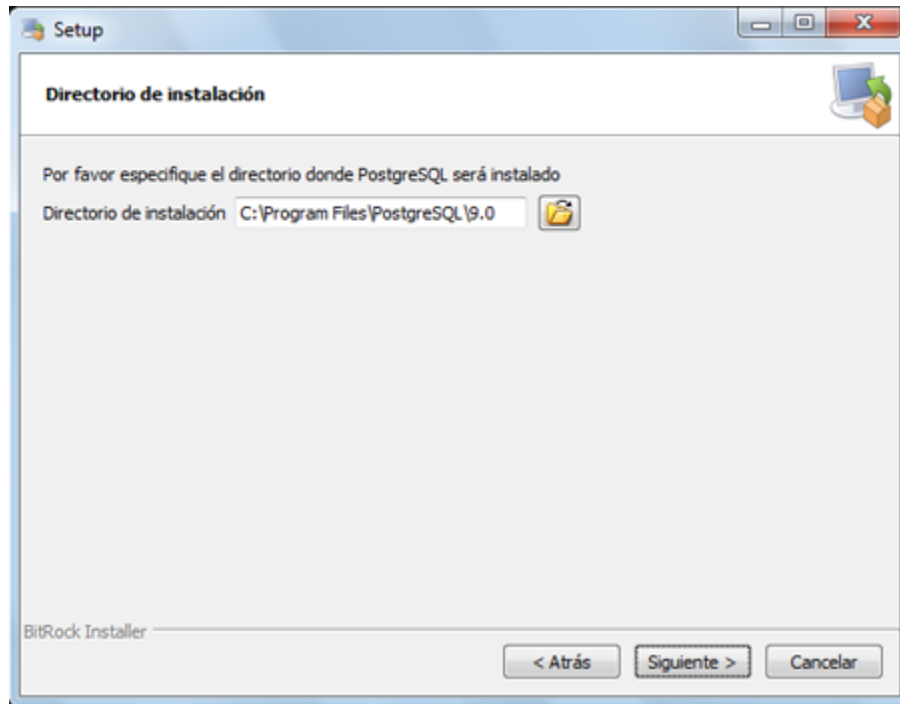 Setup
Directorio de instalación
Por favor especifique el directorio donde PostgreSQL será instalado
Directorio de instalación C:\Program Files\PostgreSQL\9.0
BitRock Installer
< Atrás Siguiente > Cancelar